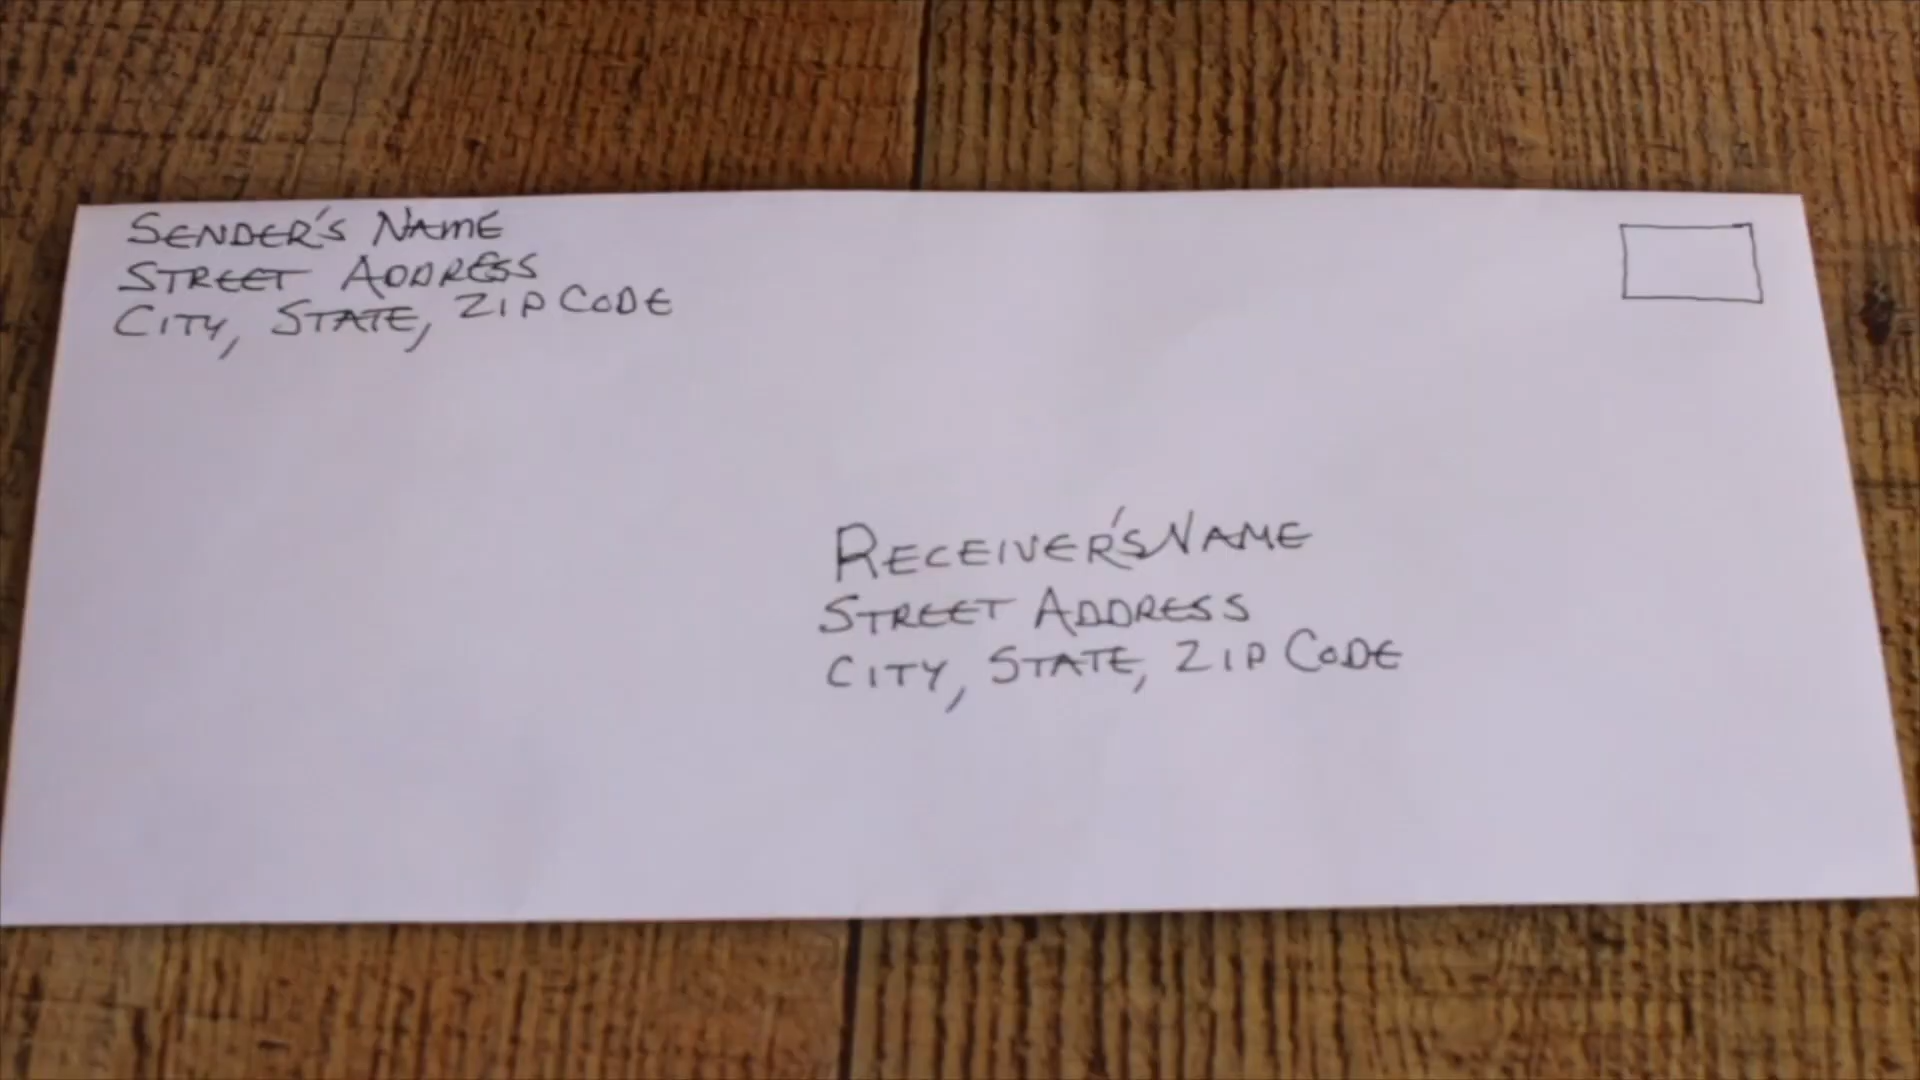 SENDER'S NAME
STREET ADDRESS
CITY, STATE, ZIP CODE
RECEIVER'S NAME
STREET ADDRESS
CITY, STATE, ZIP CODE